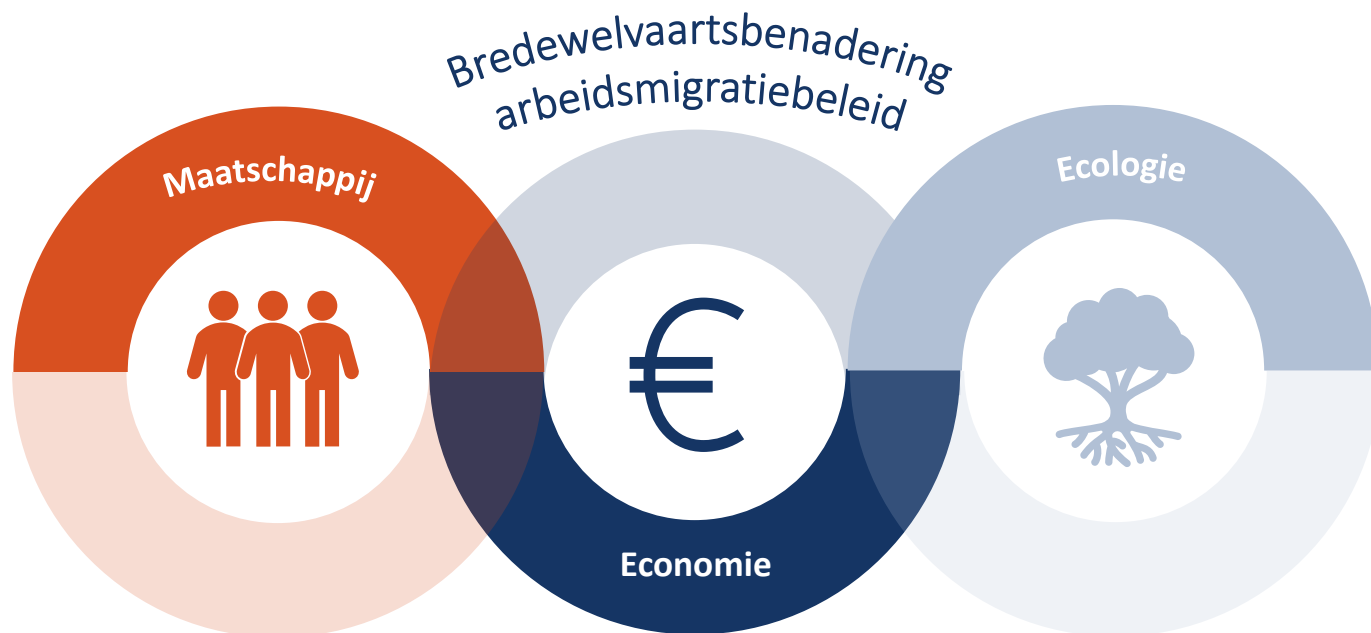 Bredewelvaartsbenadering
arbeidsmigratiebeleid
Maatschappij
Ecologie
€
Economie